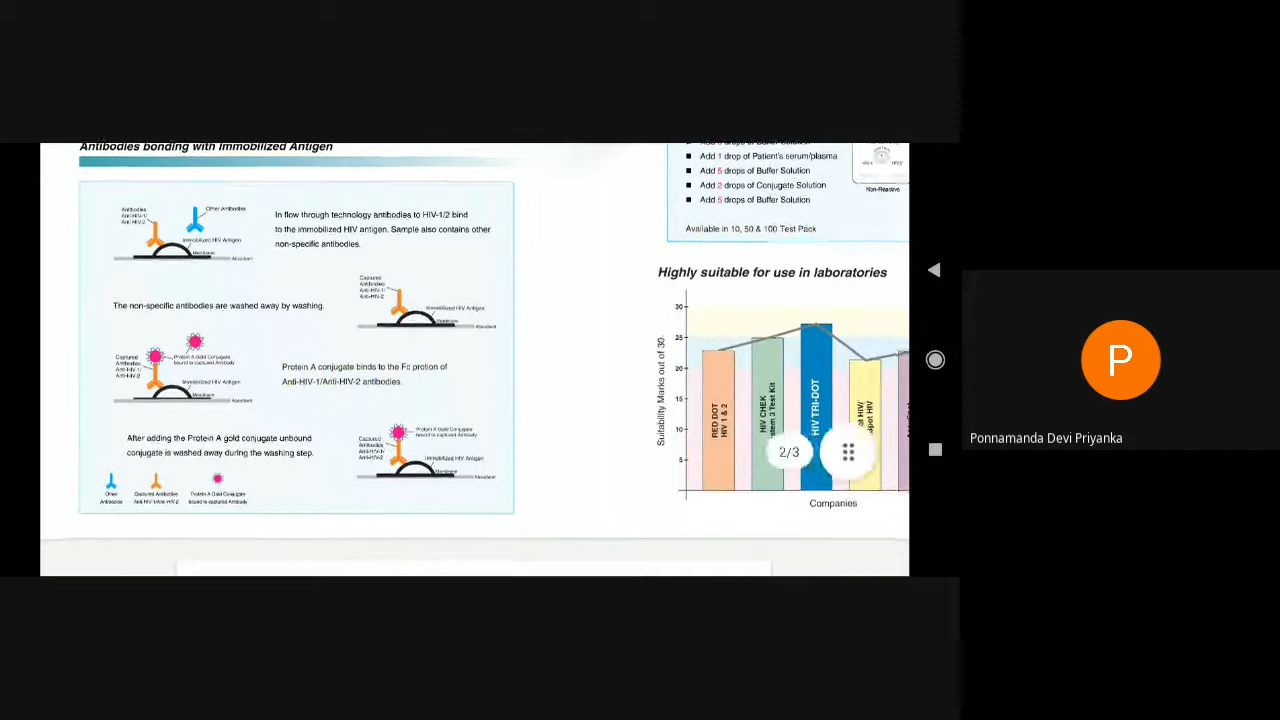 Antibodies bonding with Immobilized Antigen
Antibodies
Anti-HIV-1/
Anti-HIV-2
Other Antibodies
Immobilized HIV Antigen
Membrane
Absorbent
In flow through technology antibodies to HIV-1/2 bind
to the immobilized HIV antigen. Sample also contains other
non-specific antibodies.
The non-specific antibodies are washed away by washing.
Captured
Antibodies
Anti-HIV-1/
Anti-HIV-2
Immobilized HIV Antigen
Membrane
Absorbent
Captured
Antibodies
Anti-HIV-1/
Anti-HIV-2
Protein A Gold Conjugate
bound to captured Antibody
Immobilized HIV Antigen
Membrane
Absorbent
Protein A conjugate binds to the Fc protion of
Anti-HIV-1/Anti-HIV-2 antibodies.
After adding the Protein A gold conjugate unbound
conjugate is washed away during the washing step.
Captured
Antibodies
Anti-HIV-1/
Anti-HIV-2
Protein A Gold Conjugate
bound to captured Antibody
Immobilized HIV Antigen
Membrane
Absorbent
Other
Antibodies
Captured Antibodies
Anti-HIV-1/Anti-HIV-2
Protein A Gold Conjugate
bound to captured Antibody
drops of Buffer Solution
Add 1 drop of Patient's serum/plasma
Add 5 drops of Buffer Solution
Add 2 drops of Conjugate Solution
Add 5 drops of Buffer Solution
Non-Reactive
Available in 10, 50 & 100 Test Pack
Highly suitable for use in laboratories
Suitability Marks out of 30.
30
25
20
15
10
5
RED DOT
HIV 1 & 2
HIV CHEK
stem 3 Test Kit
HIV TRI-DOT
HIV/
spot HIV
Companies
2/3
P
Ponnamanda Devi Priyanka